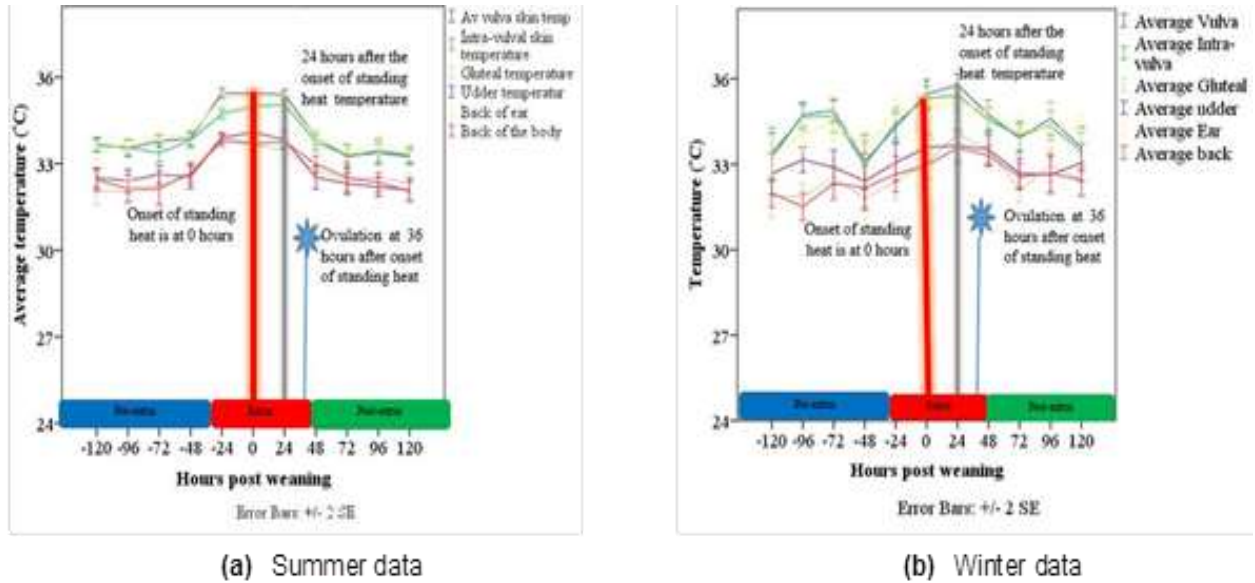 36
33
30
27
24
Average temperature (°C)
24 hours after the
onset of standing
heat temperature
Av vulva skin temp
Intra-vulval skin
temperature
Gluteal temperature
Udder temperatur
Back of ear
Back of the body
Onset of standing
heat is at 0 hours
Ovulation at 36
hours after onset
of standing heat
-120 -96 -72 -48 -24 0 24 48 72 96 120
Hours post weaning
Error Bars: +/- 2 SE
(a) Summer data
36
33
30
27
24
Temperature (°C)
24 hours after the
onset of standing
heat temperature
Average Vulva
Average Intra-
vulva
Average Gluteal
Average udder
Average Ear
Average back
Onset of standing
heat is at 0 hours
Ovulation at 36
hours after onset
of standing heat
-120 -96 -72 -48 -24 0 24 48 72 96 120
Hours post weaning
Error Bars: +/- 2 SE
(b) Winter data